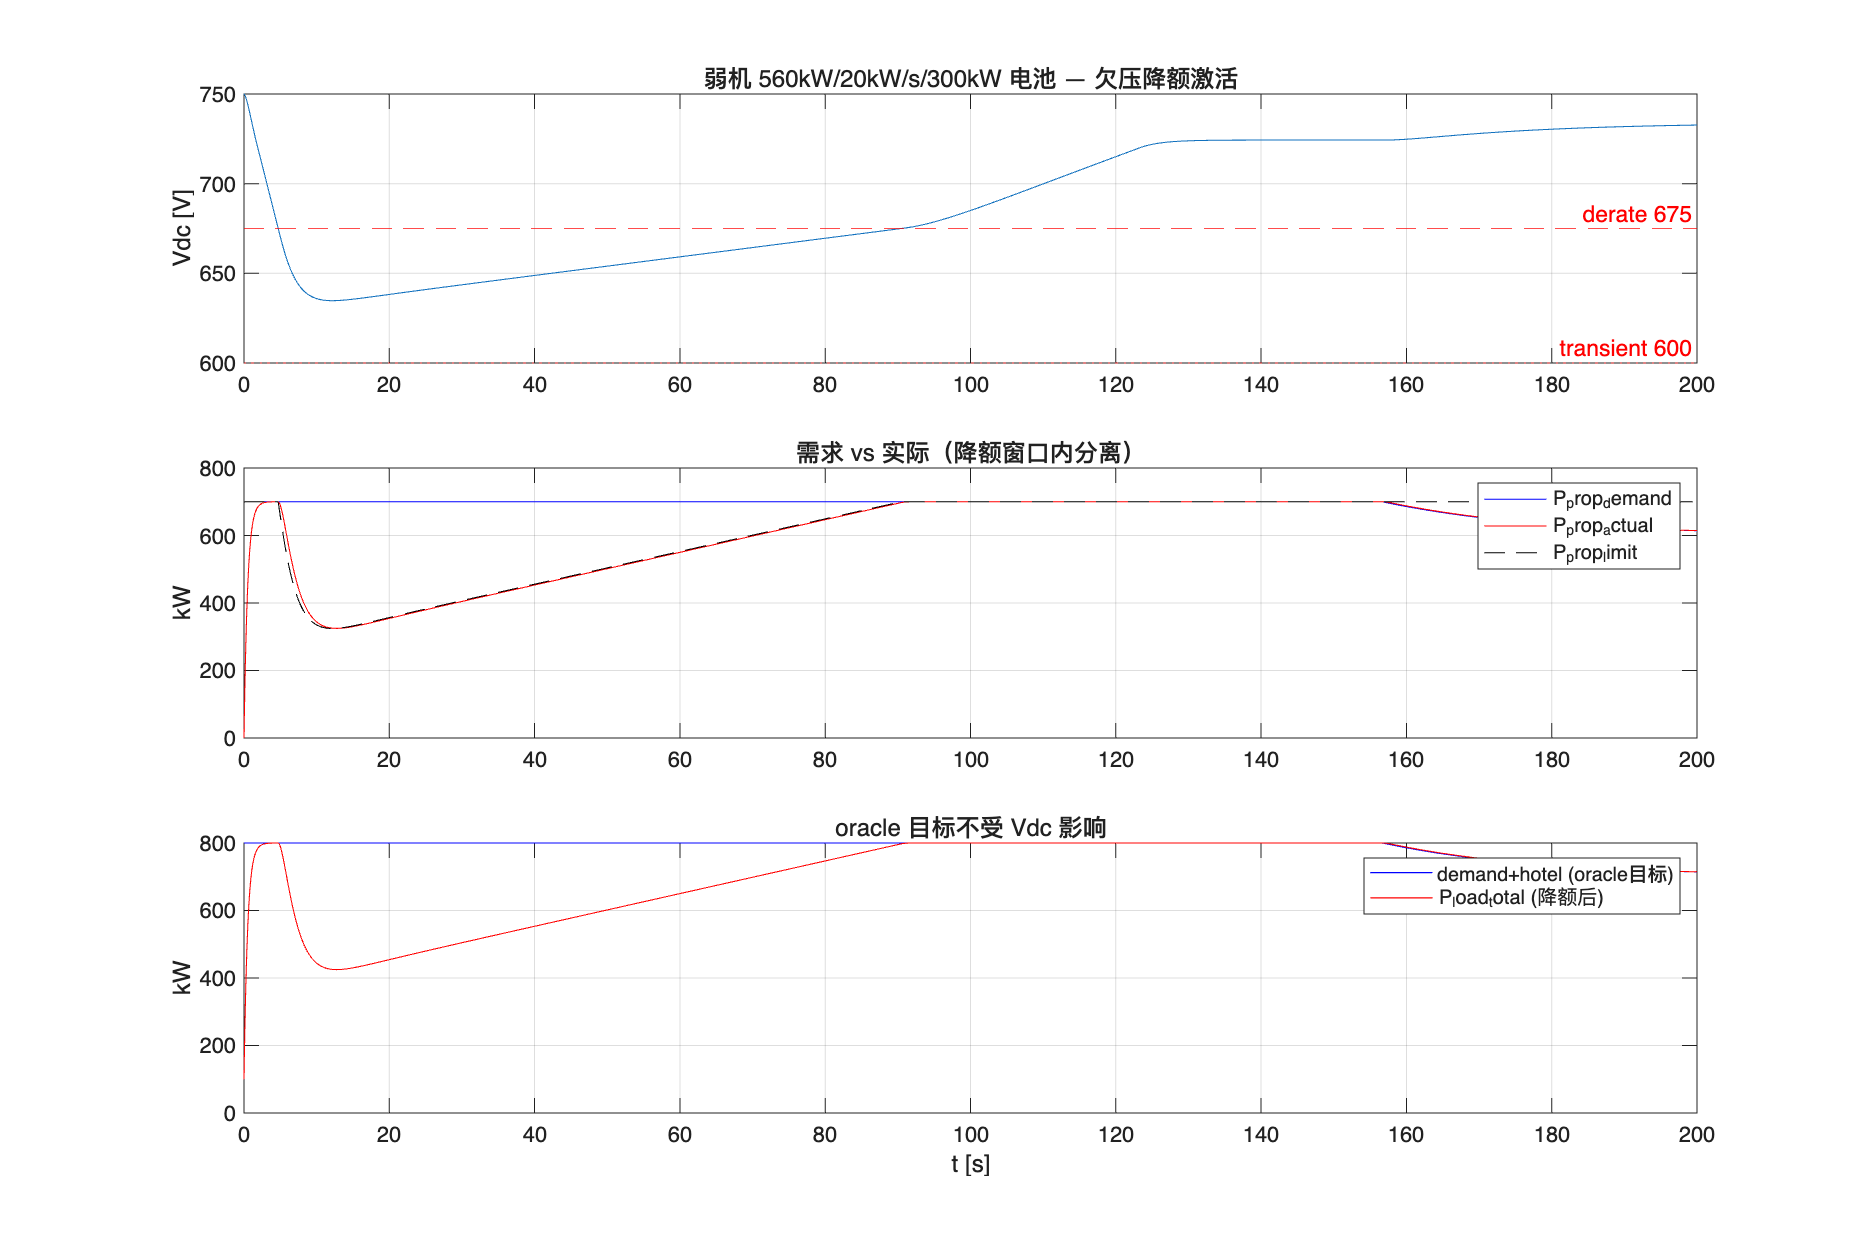 弱机 560kW/20kW/s/300kW 电池 — 欠压降额激活
750
700
650
600
Vdc [V]
derate 675
transient 600
0 20 40 60 80 100 120 140 160 180 200
需求 vs 实际（降额窗口内分离）
800
600
400
200
0
kW
Ppropdemand
Ppropactual
Pproplimit
0 20 40 60 80 100 120 140 160 180 200
oracle 目标不受 Vdc 影响
800
600
400
200
0
kW
demand+hotel (oracle目标)
Ploadtotal (降额后)
0 20 40 60 80 100 120 140 160 180 200
t [s]